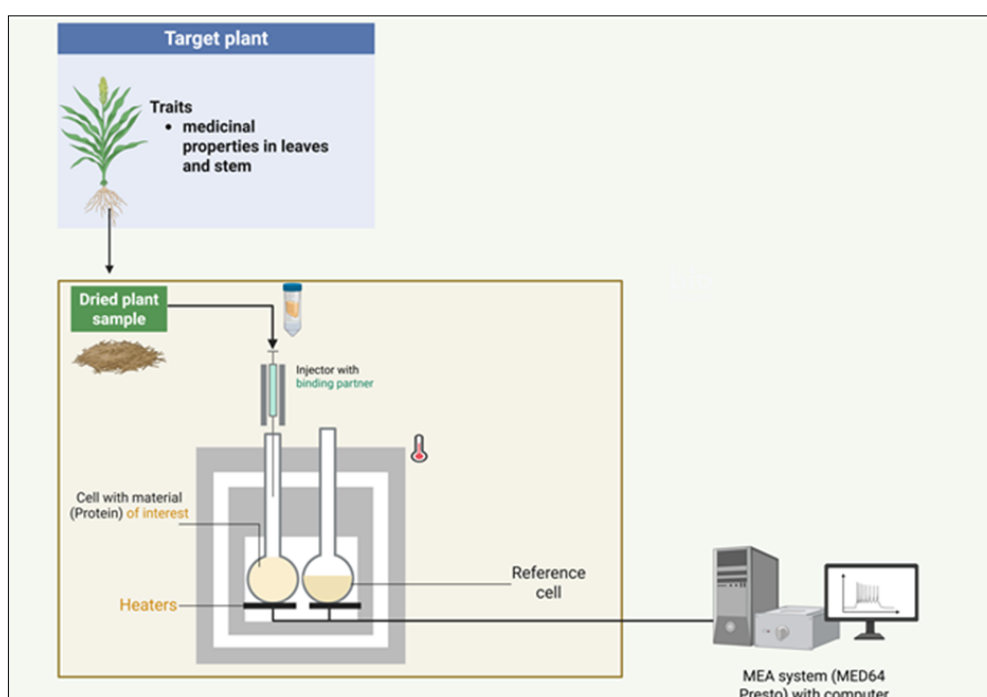 Target plant
Traits
• medicinal
properties in leaves
and stem
Dried plant
sample
Injector with
binding partner
Cell with material
(Protein) of interest
Reference
cell
Heaters
MEA system (MED64
Presto) with computer